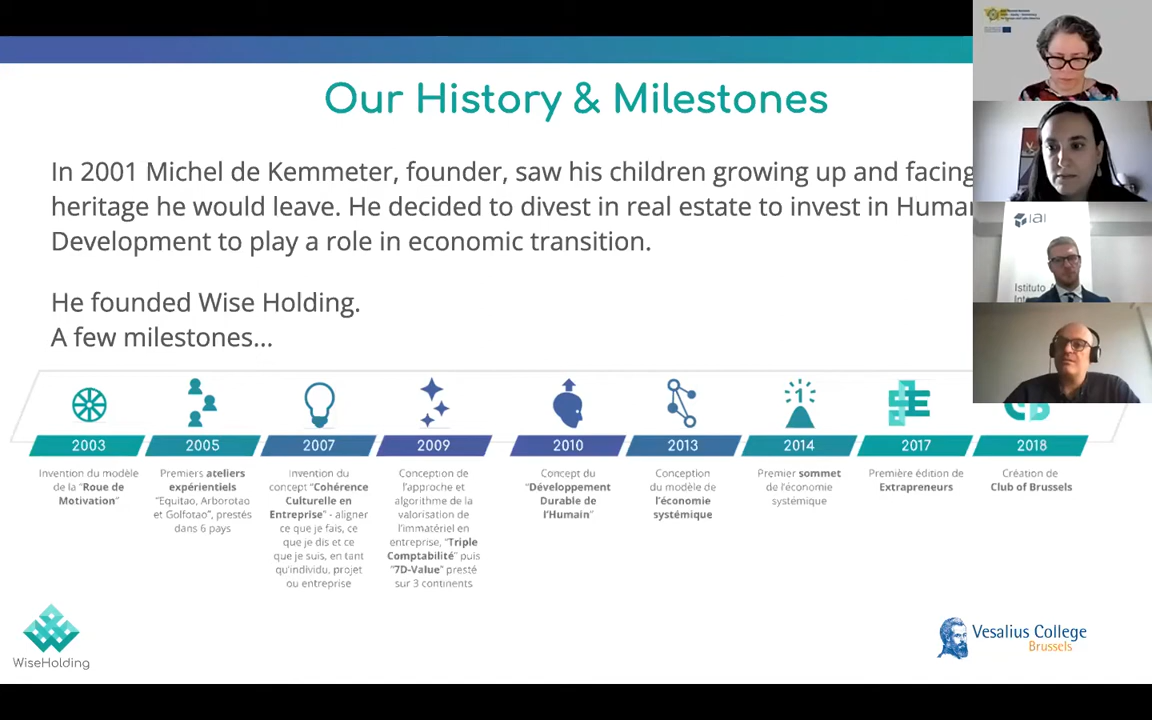 Our History & Milestones
In 2001 Michel de Kemmeter, founder, saw his children growing up and facing
heritage he would leave. He decided to divest in real estate to invest in
Development to play a role in economic transition.
He founded Wise Holding.
A few milestones...
2003
Invention du modèle
de la "Roue de
Motivation"
2005
Premiers ateliers
expérientiels
"Equitao, Arborotao
et Golfotao", prestés
dans 6 pays
2007
Invention du
concept "Cohérence
Culturelle en
Entreprise" - aligner
ce que je fais, ce
que je dis et ce
que je suis, en tant
qu'individu, projet
ou entreprise
2009
Conception de
l'approche et
algorithme de la
valorisation de
l'immatériel en
entreprise, "Triple
Comptabilité" puis
"7D-Value" presté
sur 3 continents
2010
Concept du
"Développement
Durable de
l'Humain"
2013
Conception
du modèle de
l'économie
systémique
1
2014
Premier sommet
de l'économie
systémique
2017
Première édition de
Extrapreneurs
2018
Création de
Club of Brussels
WiseHolding
Vesalius College
Brussels
iai
Istituto